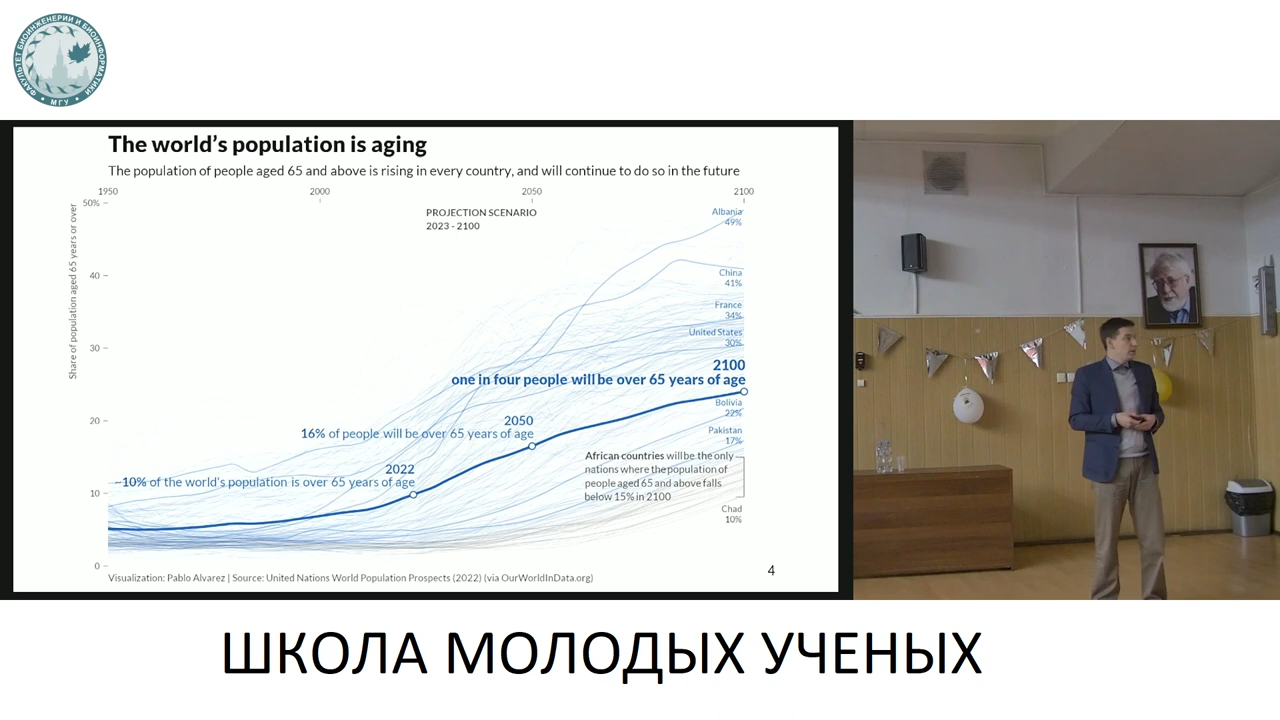 ФАКУЛЬТЕТ БИОИНЖЕНЕРИИ И БИОИНФОРМАТИКИ
• МГУ •
The world's population is aging
The population of people aged 65 and above is rising in every country, and will continue to do so in the future
1950 2000 2050 2100
Share of population aged 65 years or over
50%
40
30
20
10
0
PROJECTION SCENARIO
2023 - 2100
Albania
49%
China
41%
France
34%
United States
30%
2100
one in four people will be over 65 years of age
Bolivia
22%
Pakistan
17%
2050
16% of people will be over 65 years of age
2022
~10% of the world's population is over 65 years of age
African countries will be the only
nations where the population of
people aged 65 and above falls
below 15% in 2100
Chad
10%
Visualization: Pablo Alvarez | Source: United Nations World Population Prospects (2022) (via OurWorldInData.org)
4
ШКОЛА МОЛОДЫХ УЧЕНЫХ